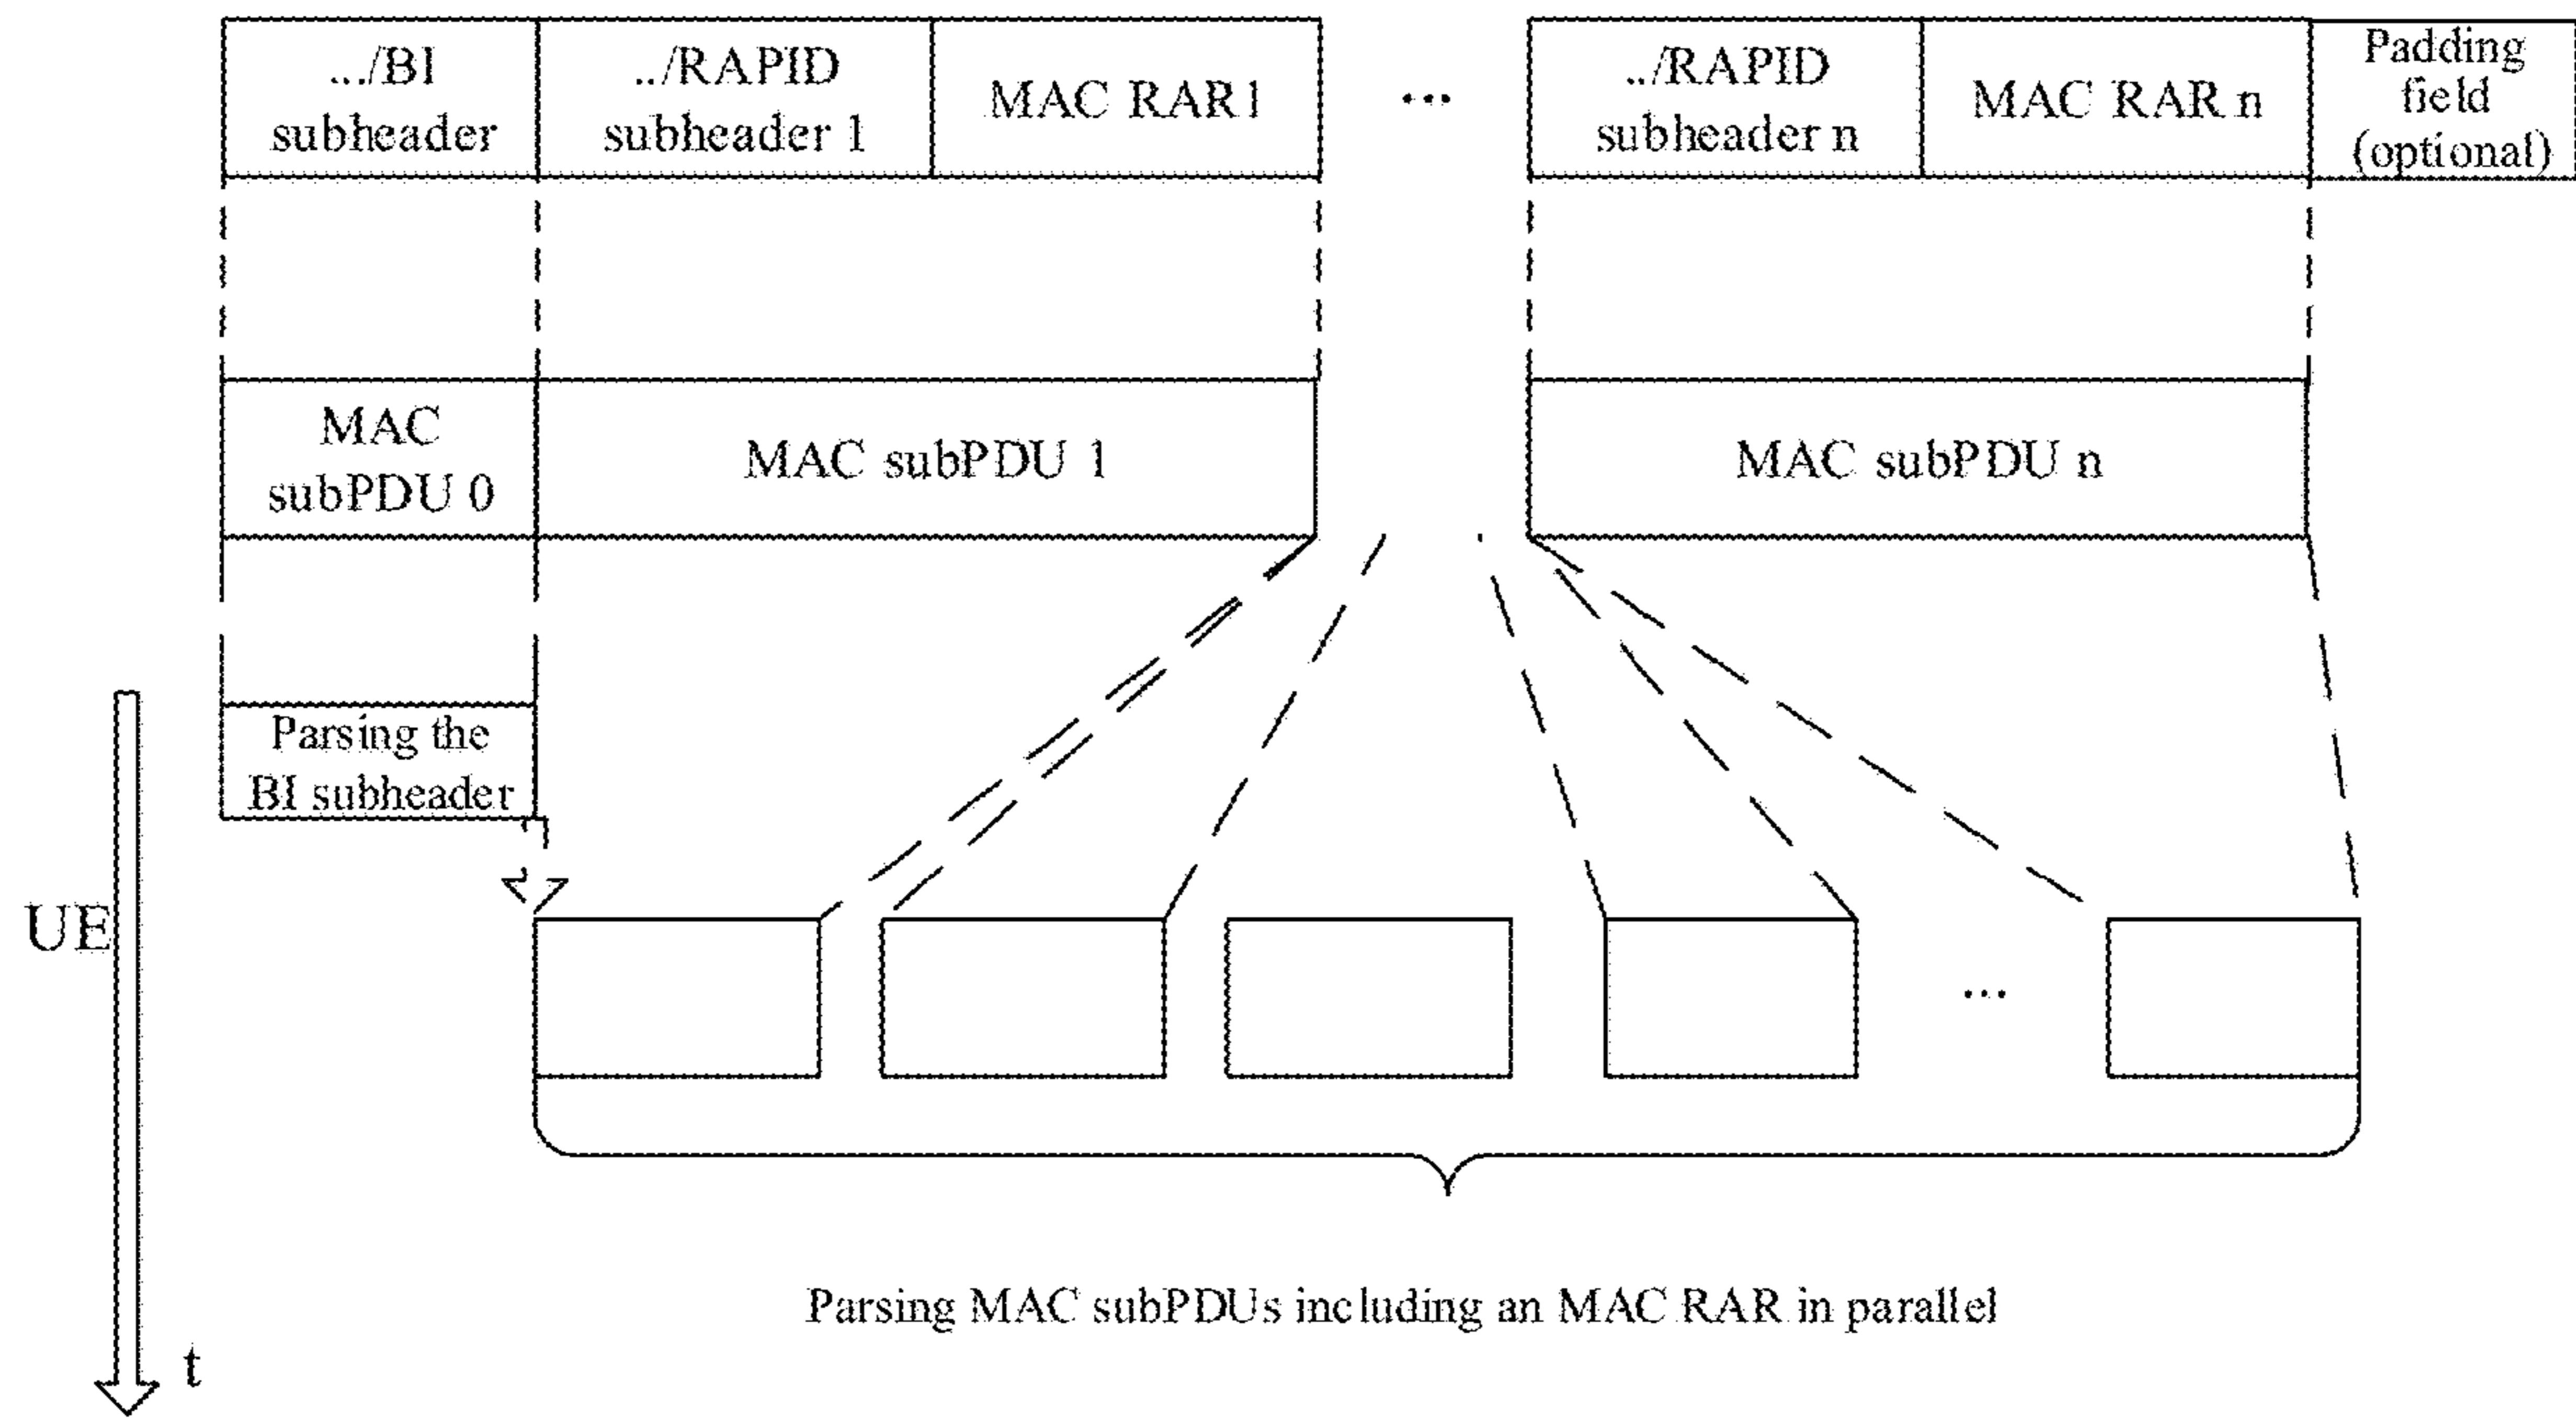 .../BI
subheader
../RAPID
subheader 1
MAC RAR1
...
../RAPID
subheader n
MAC RAR n
Padding
field
(optional)
MAC
subPDU 0
MAC subPDU 1
MAC subPDU n
Parsing the
BI subheader
UE
...
Parsing MAC subPDUs including an MAC RAR in parallel
t